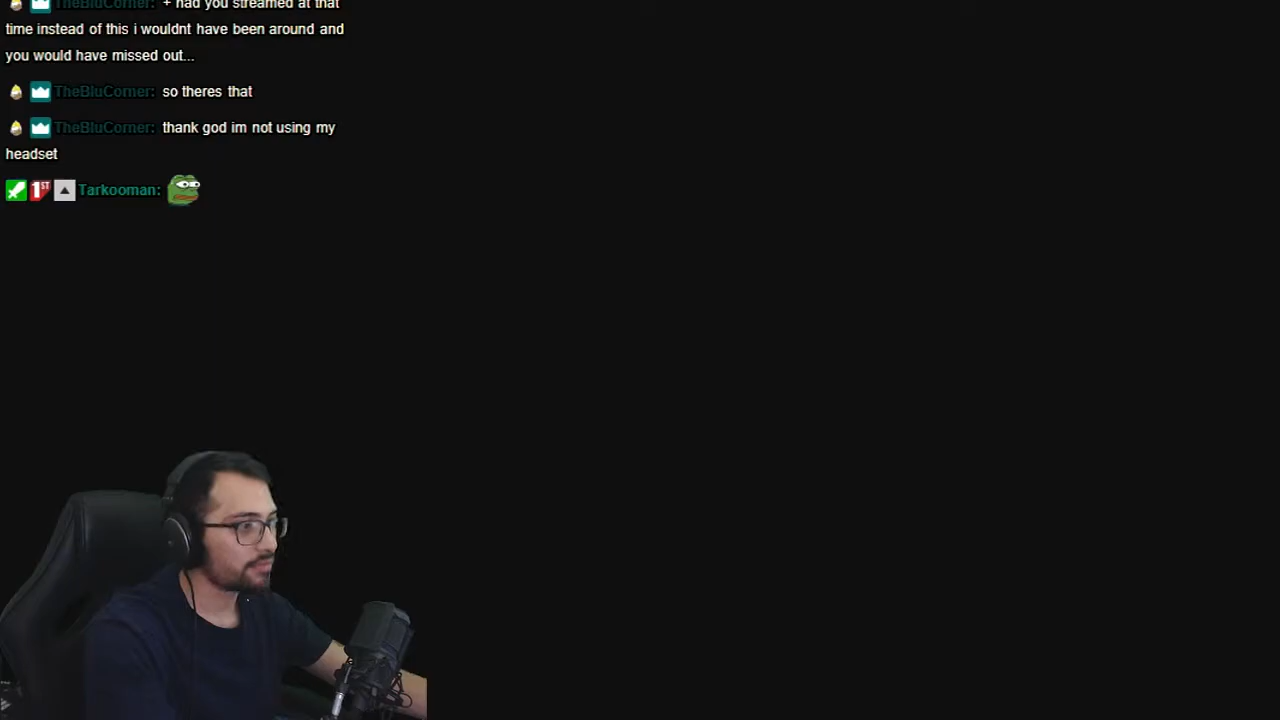 TheBluCorner: + had you streamed at that
time instead of this i wouldnt have been around and
you would have missed out...
TheBluCorner: so theres that
TheBluCorner: thank god im not using my
headset
1ST Tarkooman: